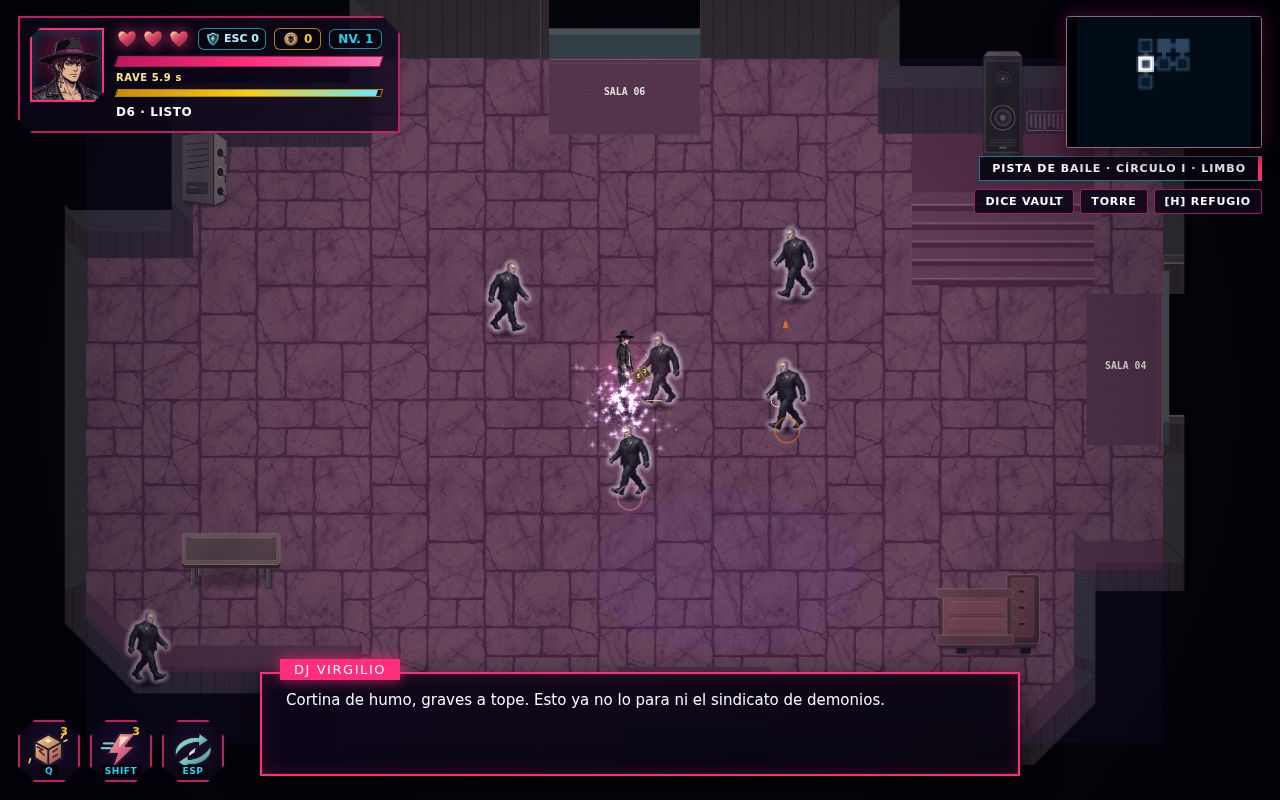 ESC 0
0
NV. 1
RAVE 5.9 s
D6 · LISTO
SALA 06
PISTA DE BAILE · CÍRCULO I · LIMBO
DICE VAULT
TORRE
[H] REFUGIO
SALA 04
DJ VIRGILIO
Cortina de humo, graves a tope. Esto ya no lo para ni el sindicato de demonios.
3
Q
3
SHIFT
ESP